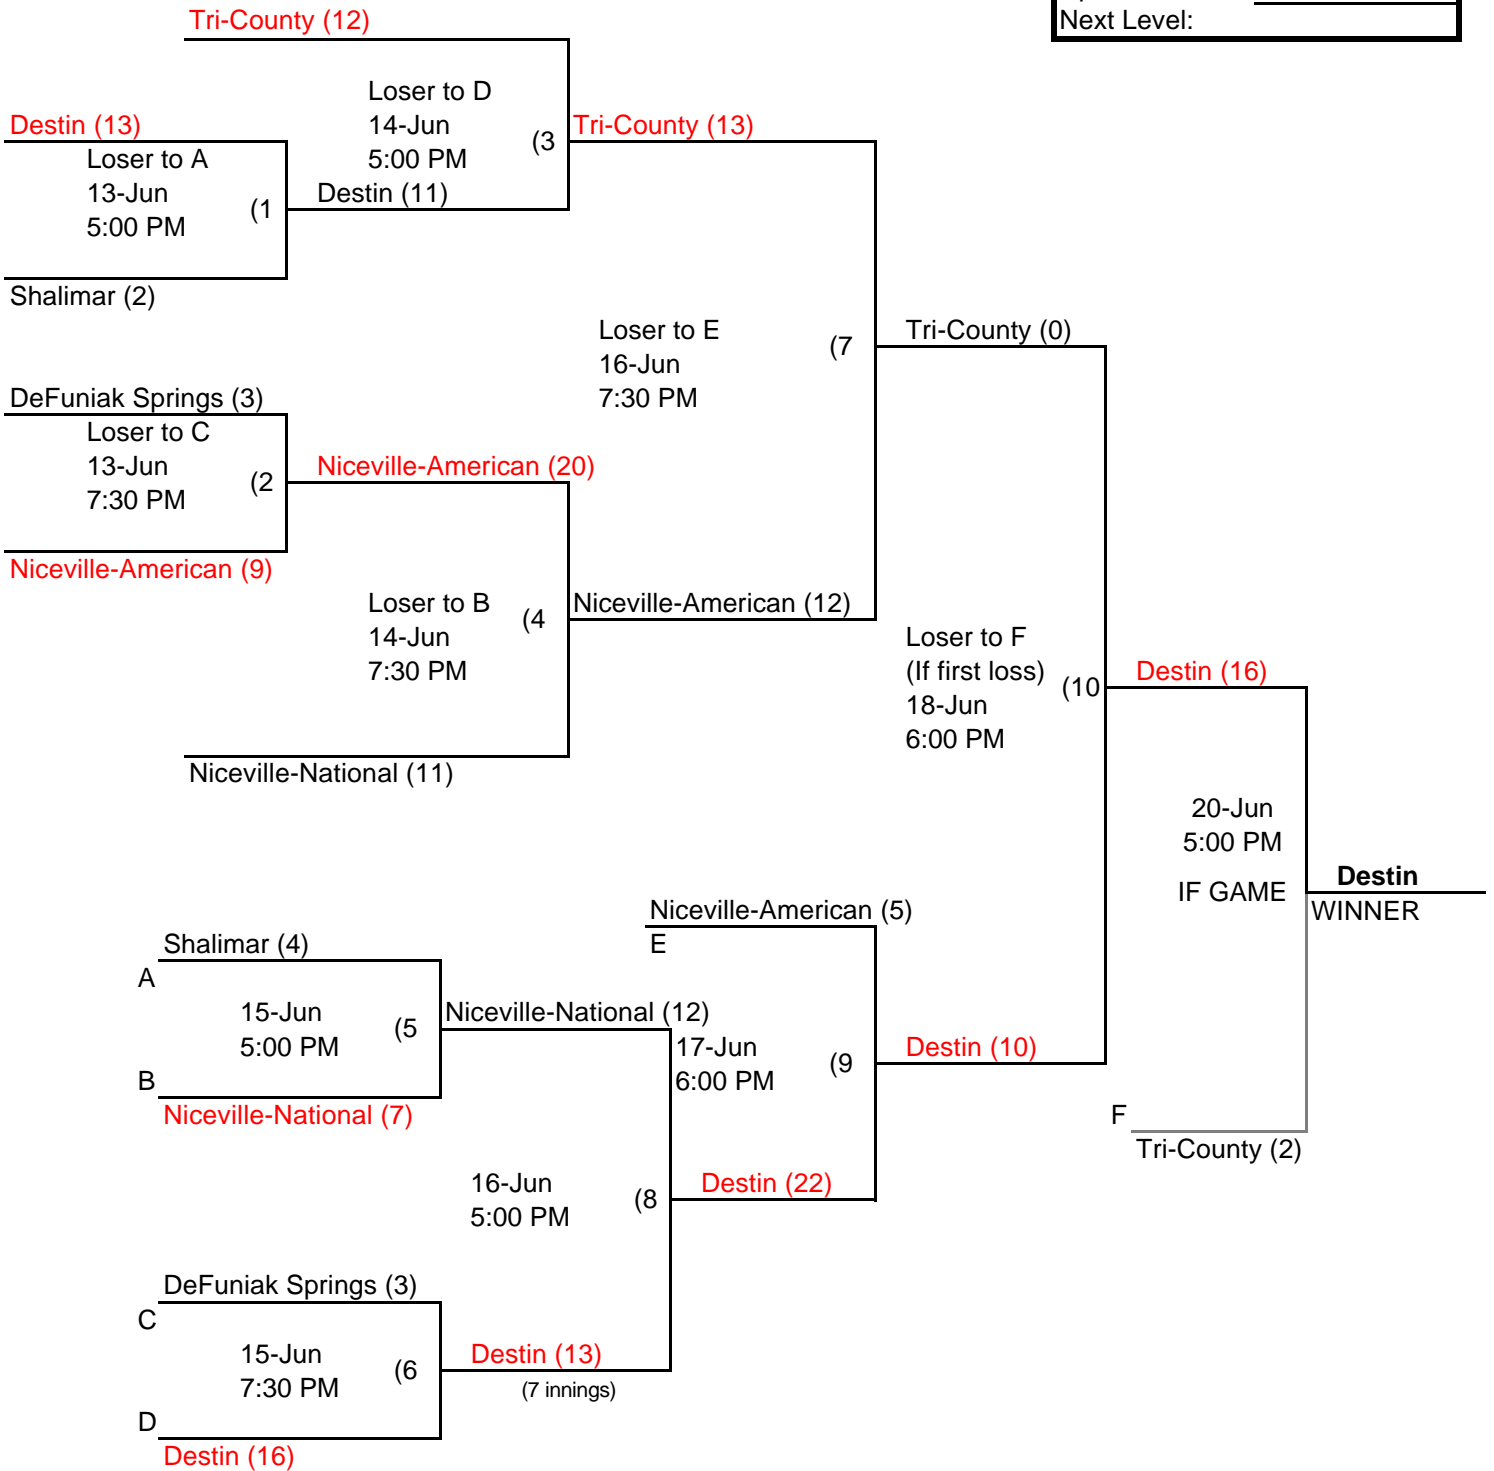 Tri-County (12)
Next Level:
Loser to D
14-Jun
5:00 PM
(3
Destin (13)
Tri-County (13)
Loser to A
13-Jun
5:00 PM
(1
Destin (11)
Shalimar (2)
Loser to E
16-Jun
7:30 PM
(7
Tri-County (0)
DeFuniak Springs (3)
Loser to C
13-Jun
7:30 PM
(2
Niceville-American (20)
Niceville-American (9)
Loser to B
14-Jun
7:30 PM
(4
Niceville-American (12)
Loser to F
(If first loss)
18-Jun
6:00 PM
(10
Destin (16)
Niceville-National (11)
20-Jun
5:00 PM
IF GAME
Destin
WINNER
Niceville-American (5)
E
Shalimar (4)
A
15-Jun
5:00 PM
(5
Niceville-National (12)
B
Niceville-National (7)
17-Jun
6:00 PM
(9
Destin (10)
F
Tri-County (2)
16-Jun
5:00 PM
(8
Destin (22)
DeFuniak Springs (3)
C
15-Jun
7:30 PM
(6
Destin (13)
(7 innings)
D
Destin (16)